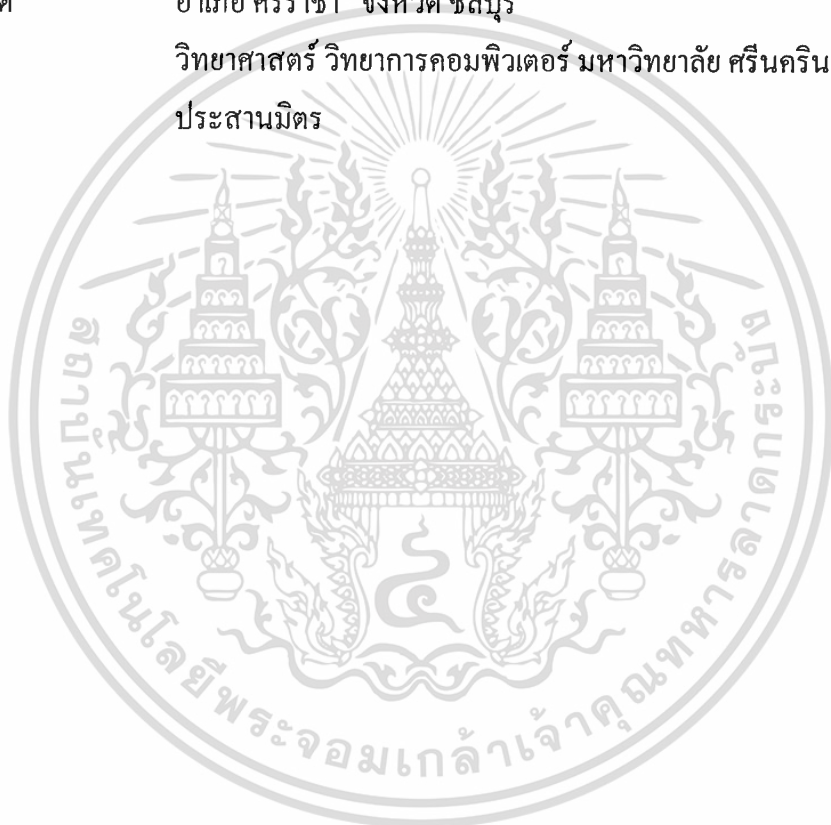 อำเภอ ศรีราชา จังหวัด ชลบุรี
วิทยาศาสตร์ วิทยาการคอมพิวเตอร์ มหาวิทยาลัย ศรีนคริน
ประสานมิตร
สถาบันเทคโนโลยีพระจอมเกล้าเจ้าคุณทหารลาดกระบัง